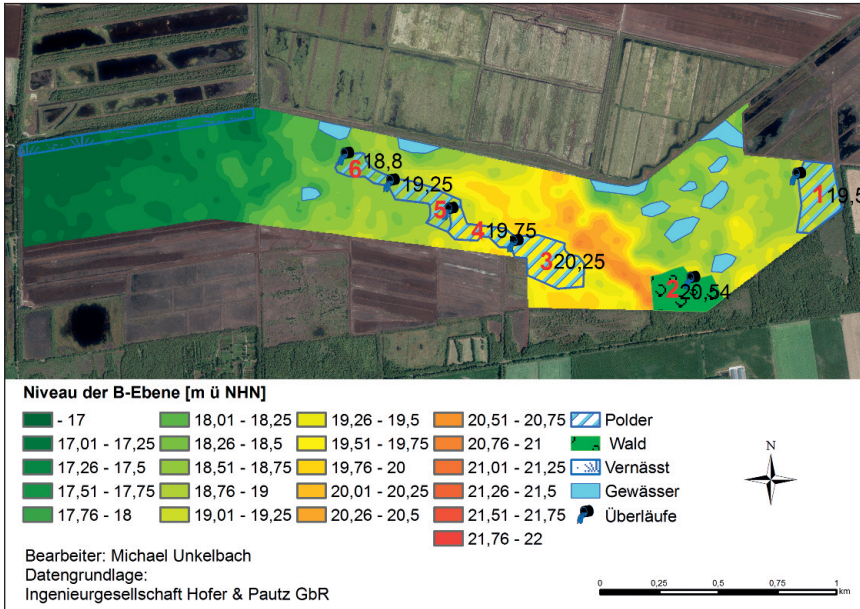 6 18,8
19,25
5
4 19,75
3 20,25
2 20,54
1 19,5
Niveau der B-Ebene [m ü NHN]
- 17
17,01 - 17,25
17,26 - 17,5
17,51 - 17,75
17,76 - 18
18,01 - 18,25
18,26 - 18,5
18,51 - 18,75
18,76 - 19
19,01 - 19,25
19,26 - 19,5
19,51 - 19,75
19,76 - 20
20,01 - 20,25
20,26 - 20,5
20,51 - 20,75
20,76 - 21
21,01 - 21,25
21,26 - 21,5
21,51 - 21,75
21,76 - 22
Polder
Wald
Vernässt
Gewässer
Überläufe
N
Bearbeiter: Michael Unkelbach
Datengrundlage:
Ingenieurgesellschaft Hofer & Pautz GbR
0 0,25 0,5 0,75 1
km